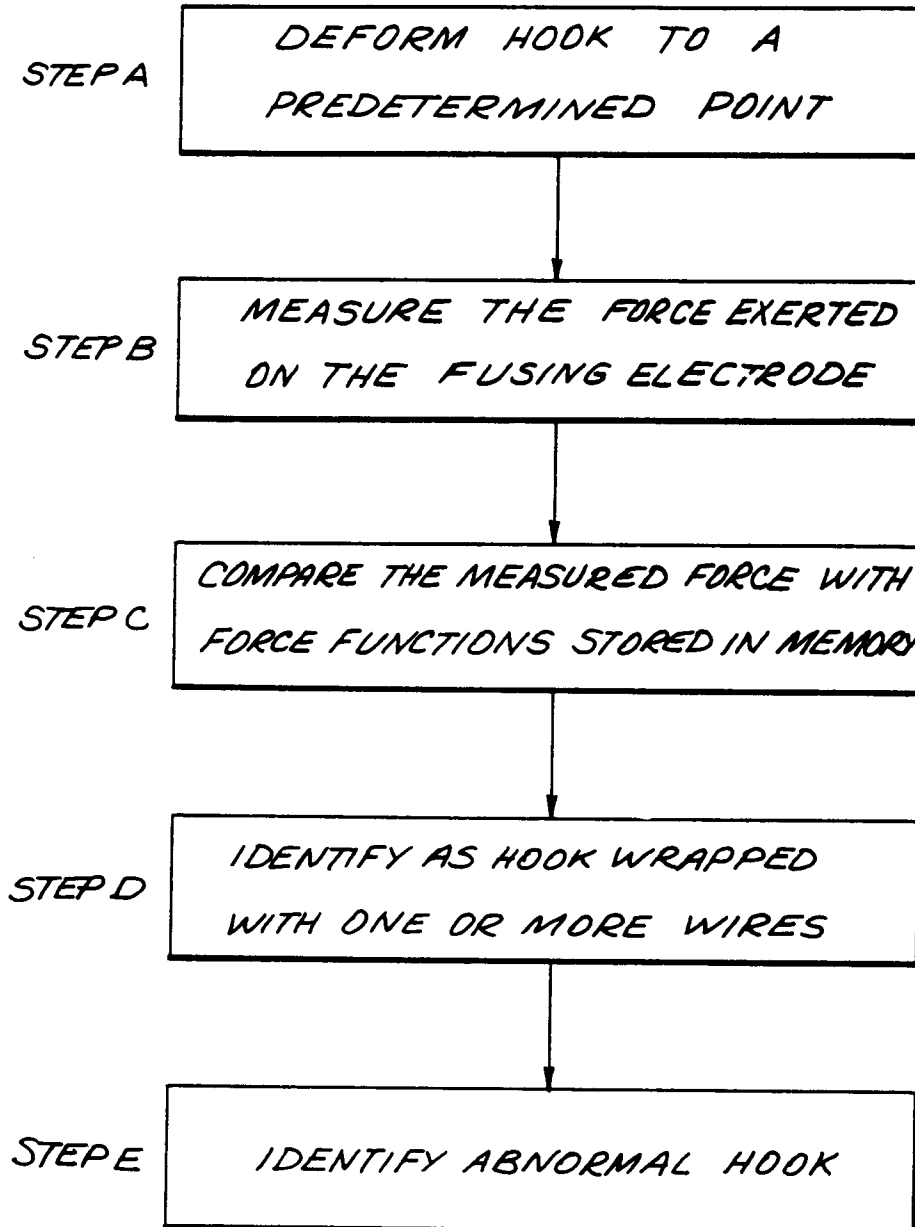 STEP A
DEFORM HOOK TO A
PREDETERMINED POINT
STEP B
MEASURE THE FORCE EXERTED
ON THE FUSING ELECTRODE
STEP C
COMPARE THE MEASURED FORCE WITH
FORCE FUNCTIONS STORED IN MEMORY
STEP D
IDENTIFY AS HOOK WRAPPED
WITH ONE OR MORE WIRES
STEP E
IDENTIFY ABNORMAL HOOK